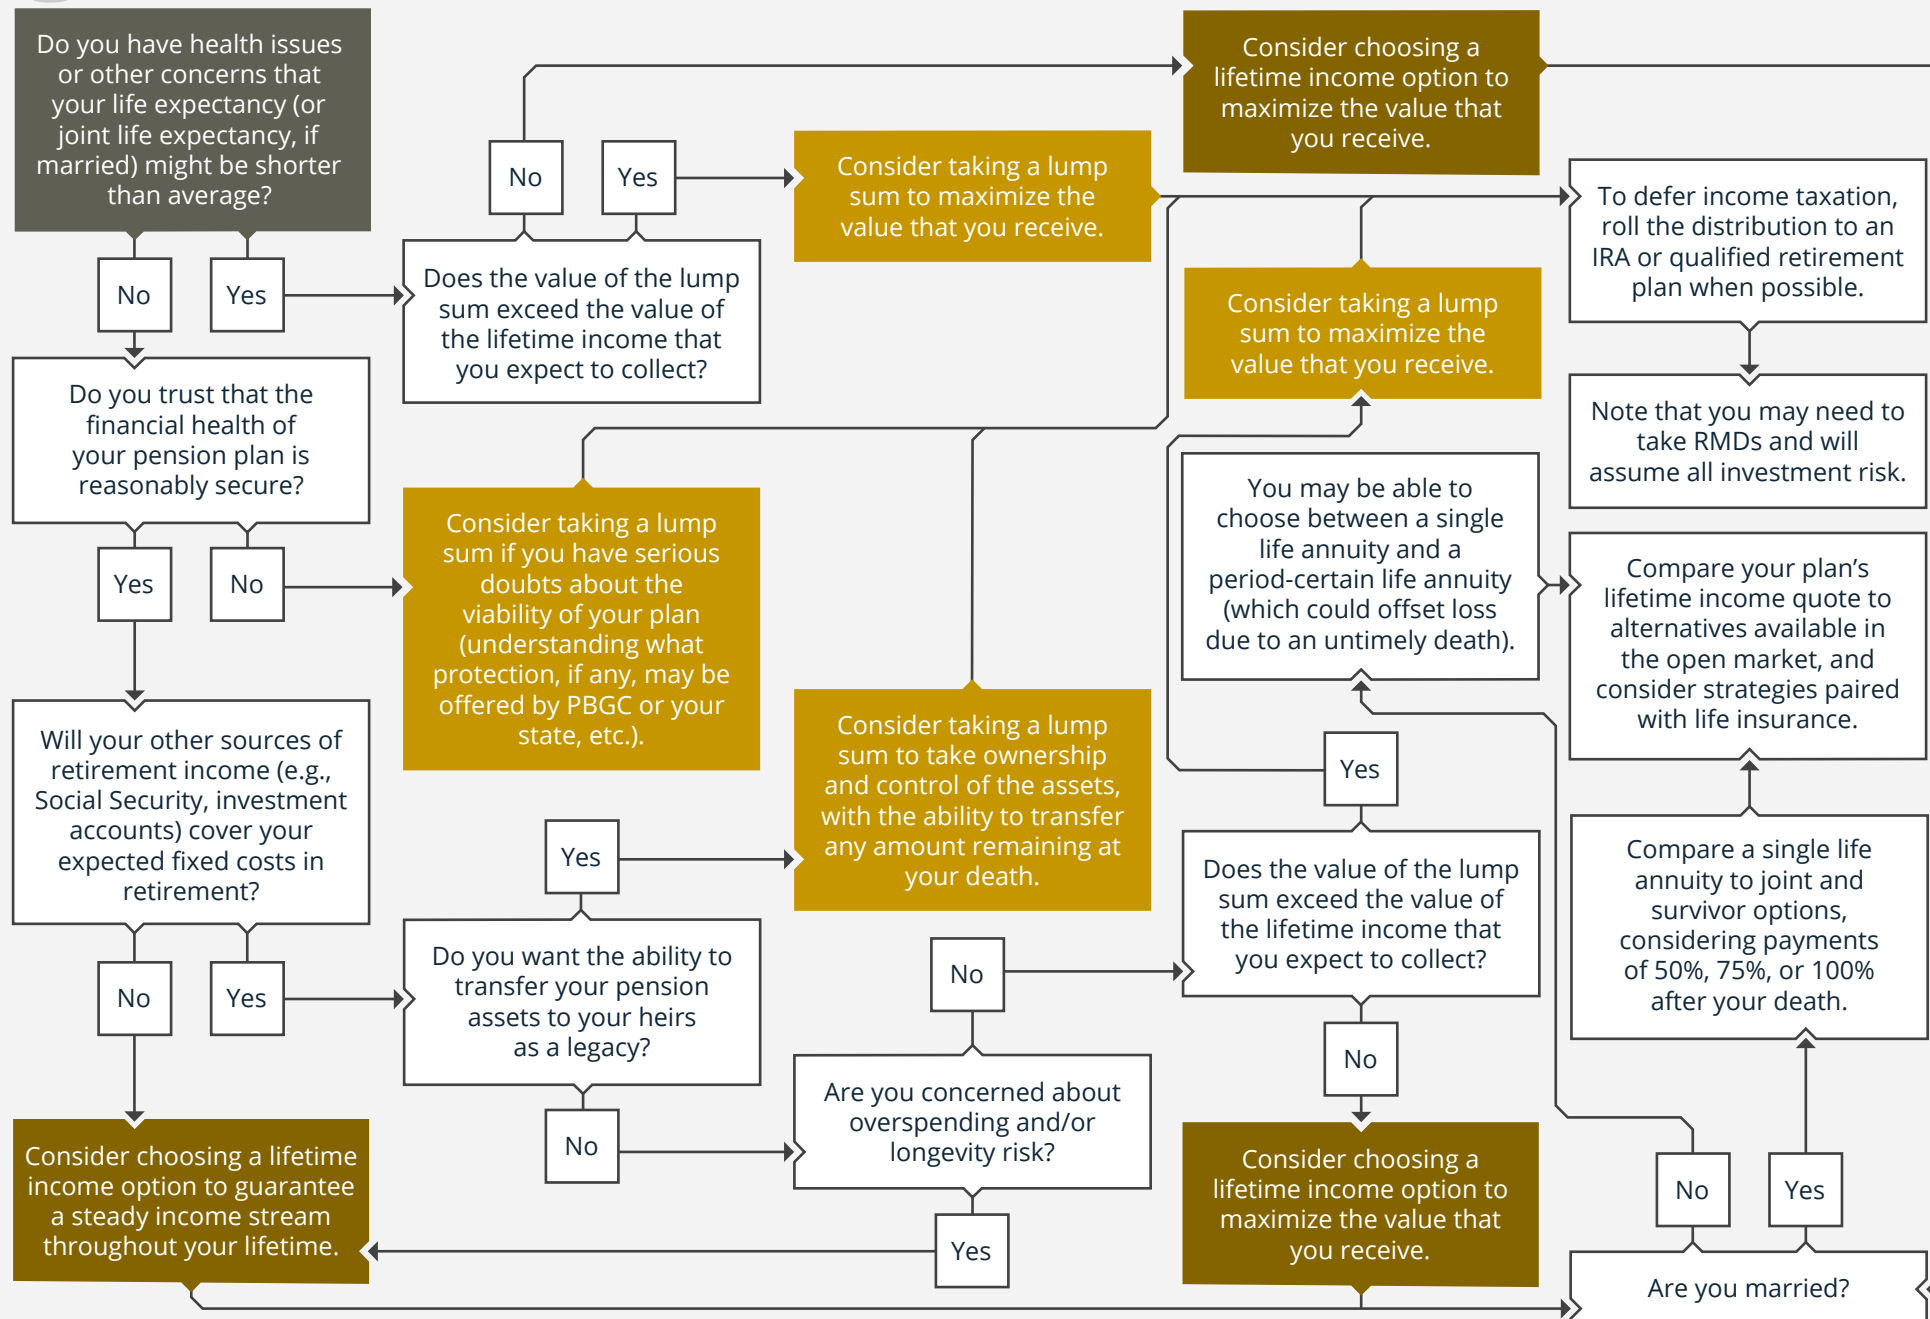 Do you have health issues
or other concerns that
your life expectancy (or
joint life expectancy, if
married) might be shorter
than average?
No
Yes
Does the value of the lump
sum exceed the value of
the lifetime income that
you expect to collect?
No
Yes
Consider taking a lump
sum to maximize the
value that you receive.
Consider choosing a
lifetime income option to
maximize the value that
you receive.
To defer income taxation,
roll the distribution to an
IRA or qualified retirement
plan when possible.
Note that you may need to
take RMDs and will
assume all investment risk.
Do you trust that the
financial health of
your pension plan is
reasonably secure?
Yes
No
Consider taking a lump
sum if you have serious
doubts about the
viability of your plan
(understanding what
protection, if any, may be
offered by PBGC or your
state, etc.).
Will your other sources of
retirement income (e.g.,
Social Security, investment
accounts) cover your
expected fixed costs in
retirement?
No
Yes
Do you want the ability to
transfer your pension
assets to your heirs
as a legacy?
Yes
No
Consider taking a lump
sum to take ownership
and control of the assets,
with the ability to transfer
any amount remaining at
your death.
Are you concerned about
overspending and/or
longevity risk?
No
Yes
Consider choosing a lifetime
income option to guarantee
a steady income stream
throughout your lifetime.
Does the value of the lump
sum exceed the value of
the lifetime income that
you expect to collect?
Yes
No
Consider taking a lump
sum to maximize the
value that you receive.
Consider choosing a
lifetime income option to
maximize the value that
you receive.
Are you married?
No
Yes
You may be able to
choose between a single
life annuity and a
period-certain life annuity
(which could offset loss
due to an untimely death).
Compare a single life
annuity to joint and
survivor options,
considering payments
of 50%, 75%, or 100%
after your death.
Compare your plan’s
lifetime income quote to
alternatives available in
the open market, and
consider strategies paired
with life insurance.